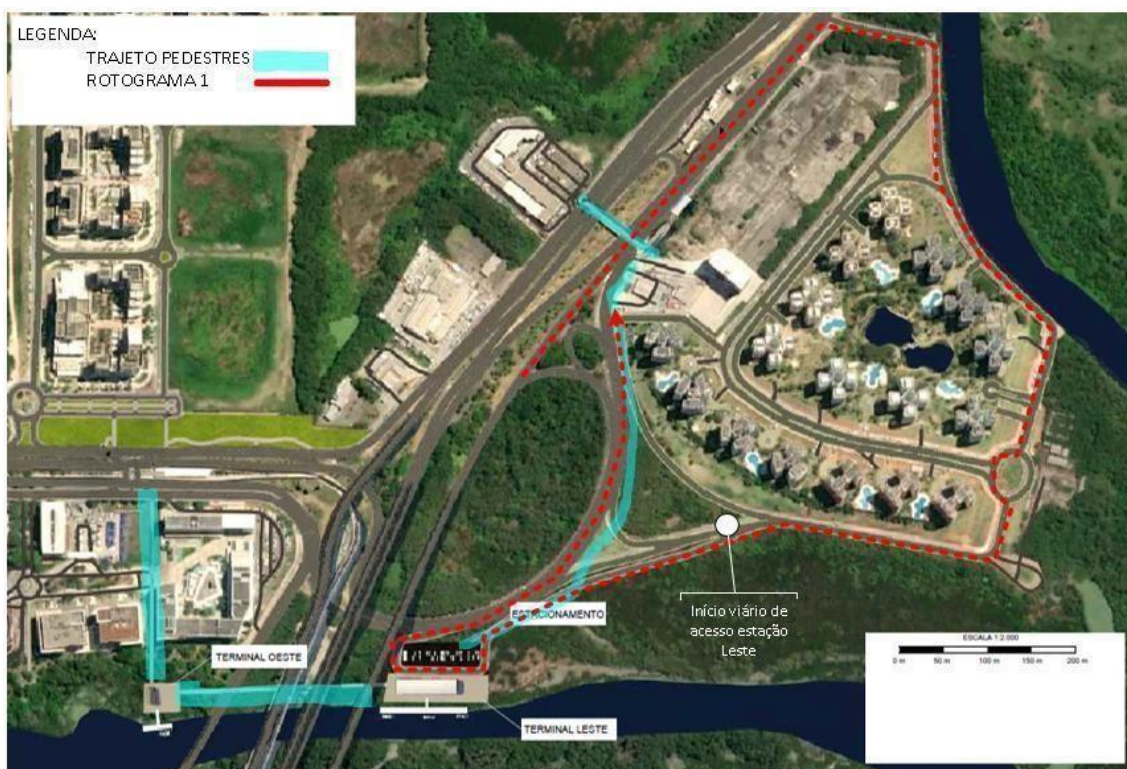 LEGENDA:
TRAJETO PEDESTRES
ROTOGRAMA 1
ESTACIONAMENTO
Início viário de
acesso estação
Leste
TERMINAL OESTE
TERMINAL LESTE
ESCALA 1:2.000
0 m 50 m 100 m 150 m 200 m